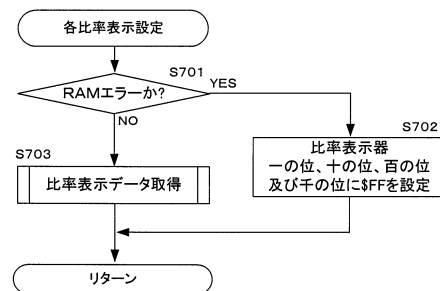 各比率表示設定
S701
RAMエラーか?
YES
NO
S702
比率表示器
一の位、十の位、百の位
及び千の位に$FFを設定
S703
比率表示データ取得
リターン